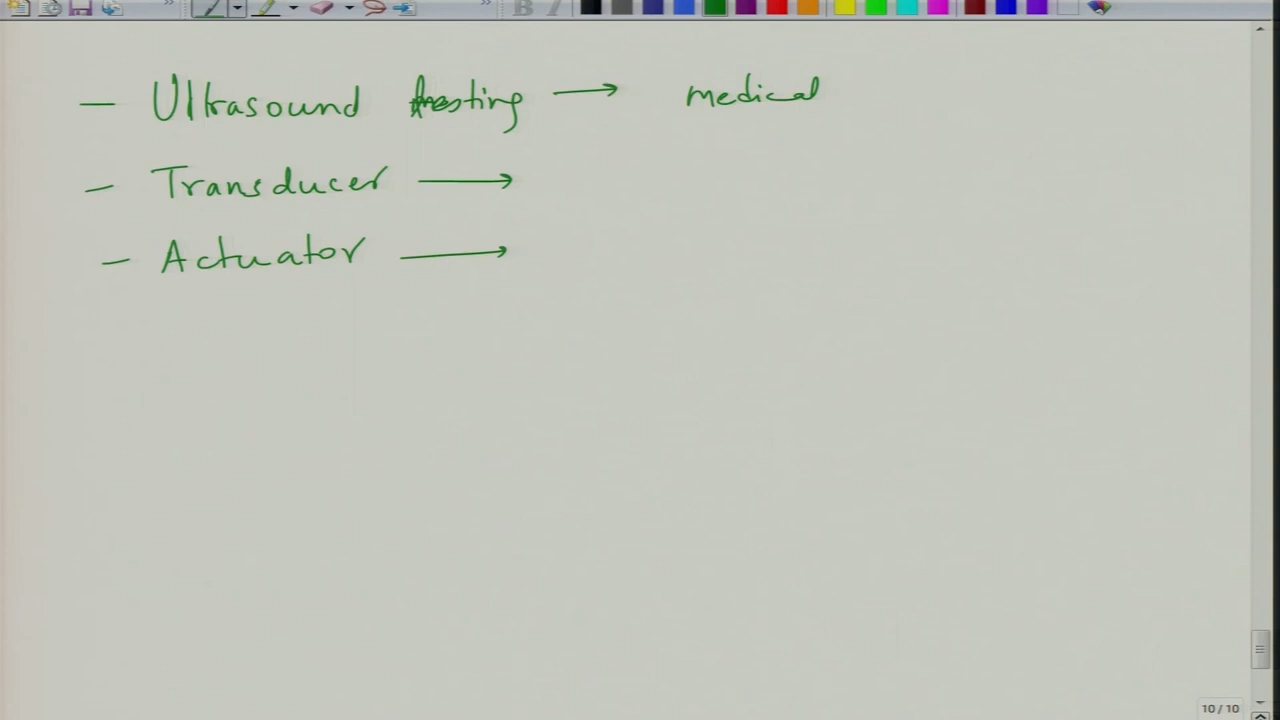 — Ultrasound testing → medical
— Transducer →
— Actuator →
10 / 10